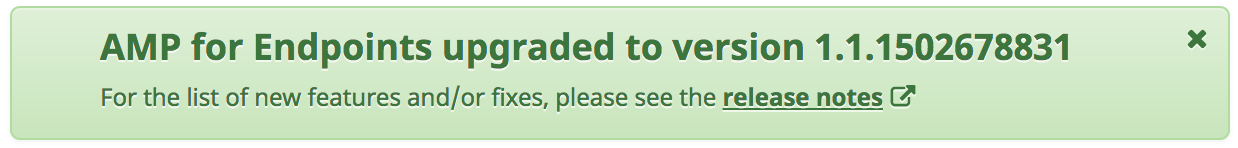 AMP for Endpoints upgraded to version 1.1.1502678831
For the list of new features and/or fixes, please see the release notes